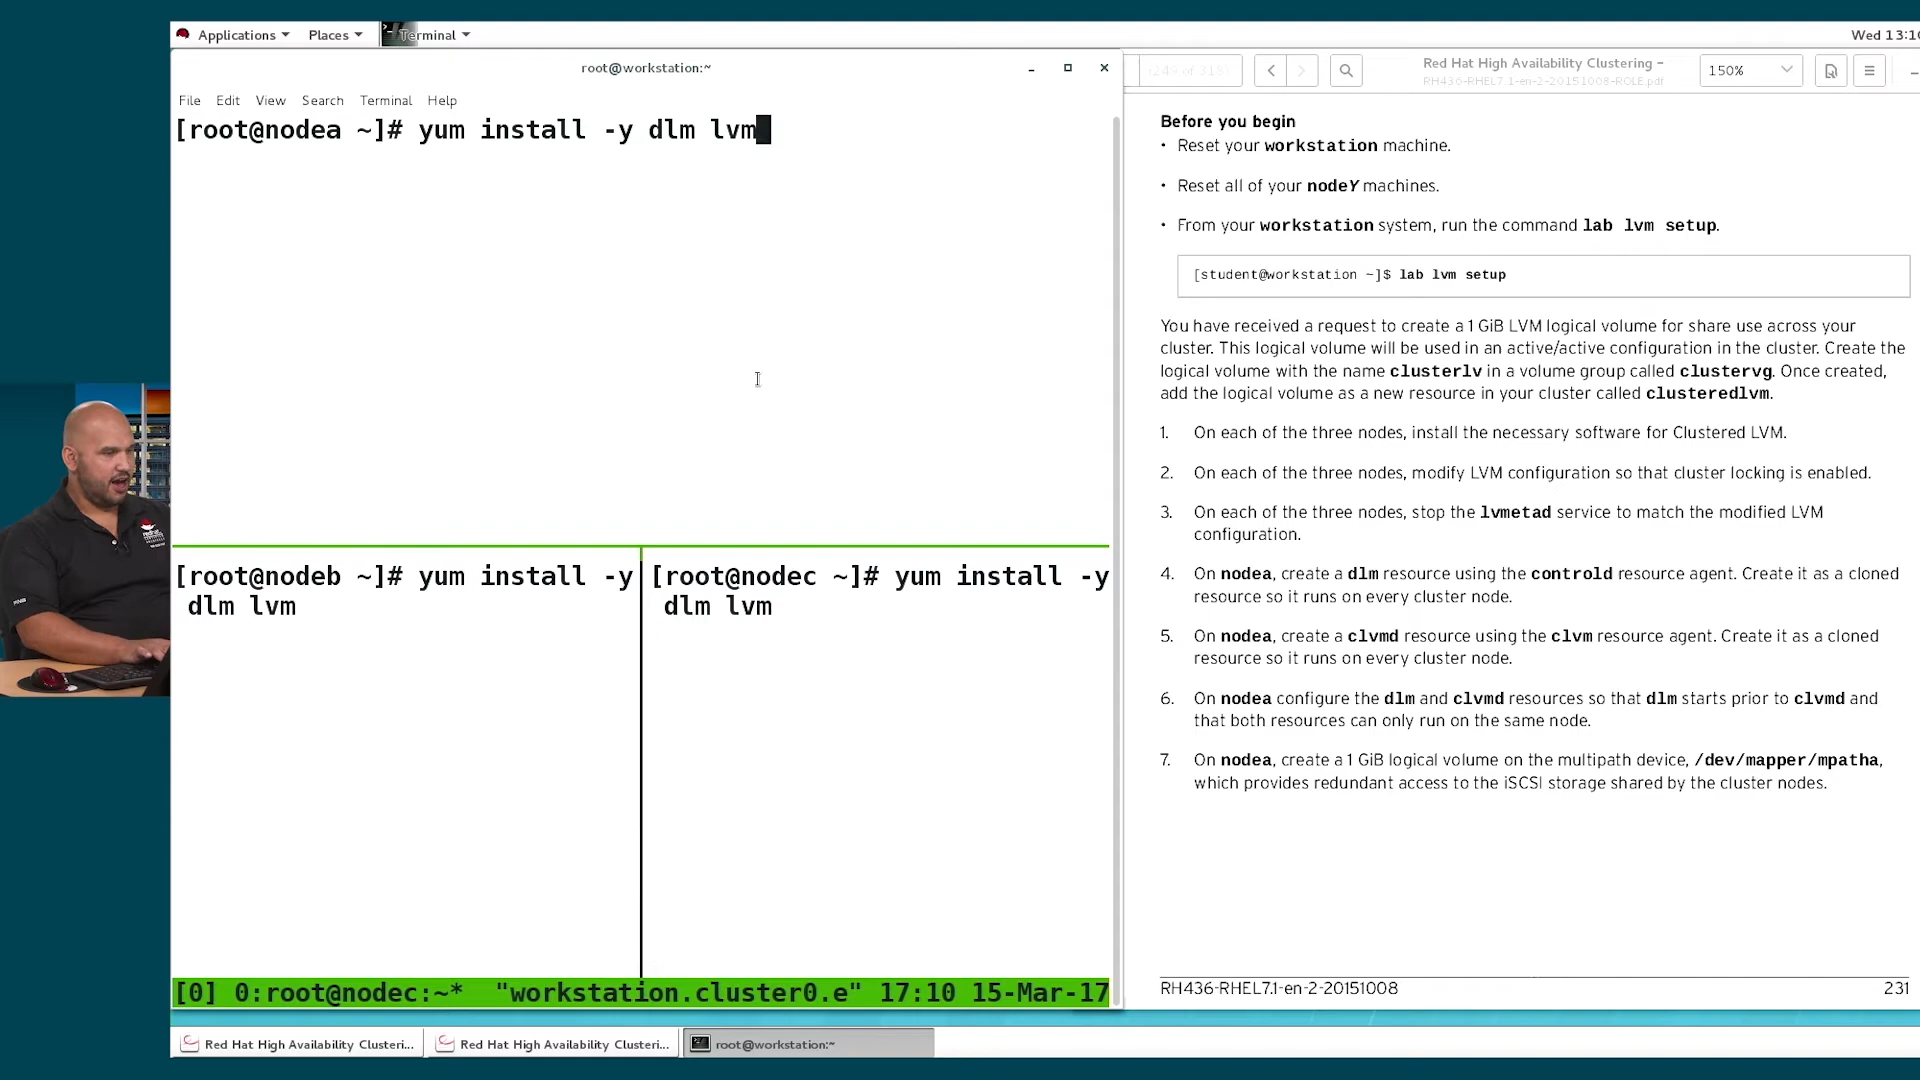 Applications Places Terminal Wed 13:10
root@workstation:~
File Edit View Search Terminal Help
[root@nodea ~]# yum install -y dlm lvm
[root@nodeb ~]# yum install -y
dlm lvm
[root@nodec ~]# yum install -y
dlm lvm
[0] 0:root@nodec:~* "workstation.cluster0.e" 17:10 15-Mar-17
(249 of 318)
Red Hat High Availability Clustering –
RH436-RHEL7.1-en-2-20151008-ROLE.pdf
150%
Before you begin
• Reset your workstation machine.
• Reset all of your nodeY machines.
• From your workstation system, run the command lab lvm setup.
[student@workstation ~]$ lab lvm setup
You have received a request to create a 1 GiB LVM logical volume for share use across your
cluster. This logical volume will be used in an active/active configuration in the cluster. Create the
logical volume with the name clusterlv in a volume group called clustervg. Once created,
add the logical volume as a new resource in your cluster called clusteredlvm.
1. On each of the three nodes, install the necessary software for Clustered LVM.
2. On each of the three nodes, modify LVM configuration so that cluster locking is enabled.
3. On each of the three nodes, stop the lvmetad service to match the modified LVM
configuration.
4. On nodea, create a dlm resource using the controld resource agent. Create it as a cloned
resource so it runs on every cluster node.
5. On nodea, create a clvmd resource using the clvm resource agent. Create it as a cloned
resource so it runs on every cluster node.
6. On nodea configure the dlm and clvmd resources so that dlm starts prior to clvmd and
that both resources can only run on the same node.
7. On nodea, create a 1 GiB logical volume on the multipath device, /dev/mapper/mpatha,
which provides redundant access to the iSCSI storage shared by the cluster nodes.
RH436-RHEL7.1-en-2-20151008 231
Red Hat High Availability Clusteri... Red Hat High Availability Clusteri... root@workstation:~